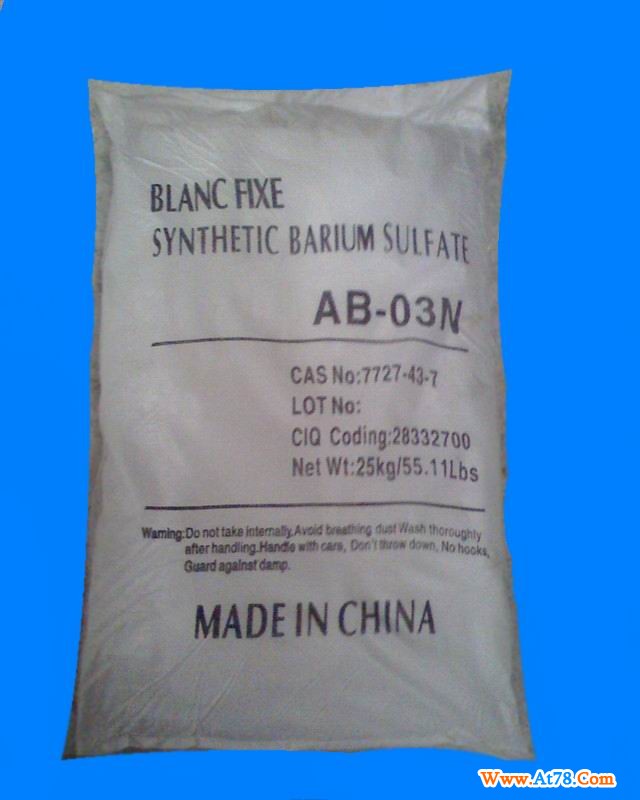 BLANC FIXE
SYNTHETIC BARIUM SULFATE
AB-03N
CAS No:7727-43-7
LOT No:
CIQ Coding:28332700
Net Wt:25kg/55.11Lbs
Warning:Do not take internally,Avoid breathing dust Wash thoroughly
after handling.Handle with care, Don't throw down, No hooks,
Guard against damp.
MADE IN CHINA
Www.At78.Com